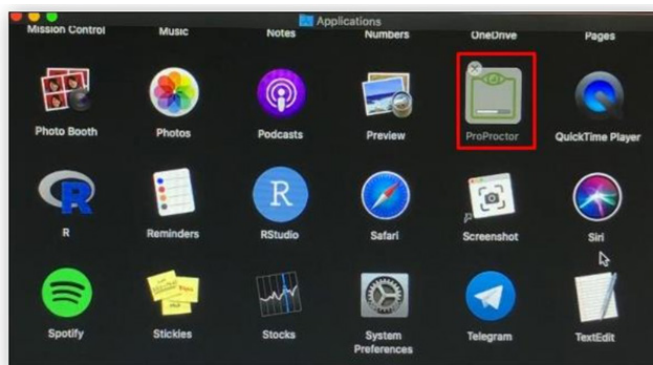 Applications
Mission Control Music Notes Numbers OneDrive Pages
Photo Booth Photos Podcasts Preview ProProctor QuickTime Player
R
R Reminders RStudio Safari Screenshot Siri
Spotify Stickies Stocks System Preferences Telegram TextEdit